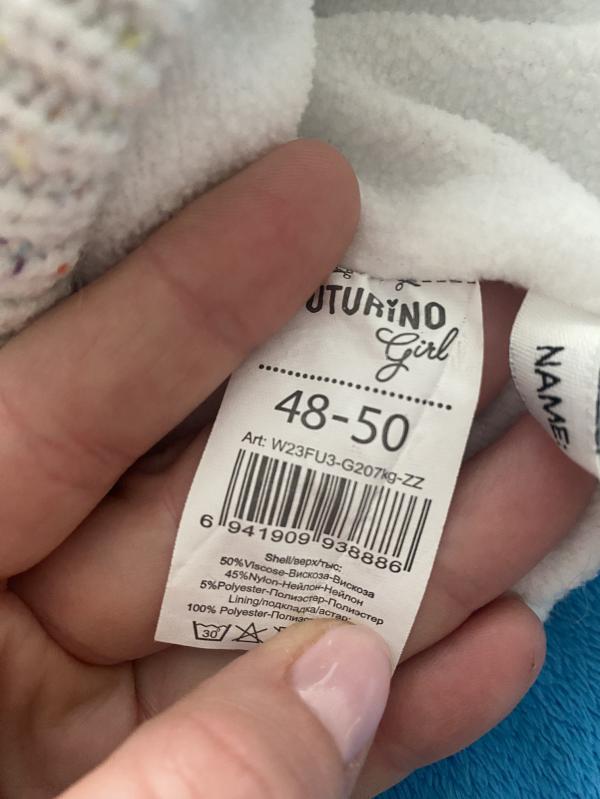 UTURINO
Girl
48-50
Art: W23FU3-G207kg-ZZ
6 941909 938886
Shell/верх/тыс:
50%Viscose-Вискоза-Вискоза
45%Nylon-Нейлон-Нейлон
5%Polyester-Полиэстер-Полиэстер
Lining/подкладка/астар:
100% Polyester-Полиэс
30°
NAME: